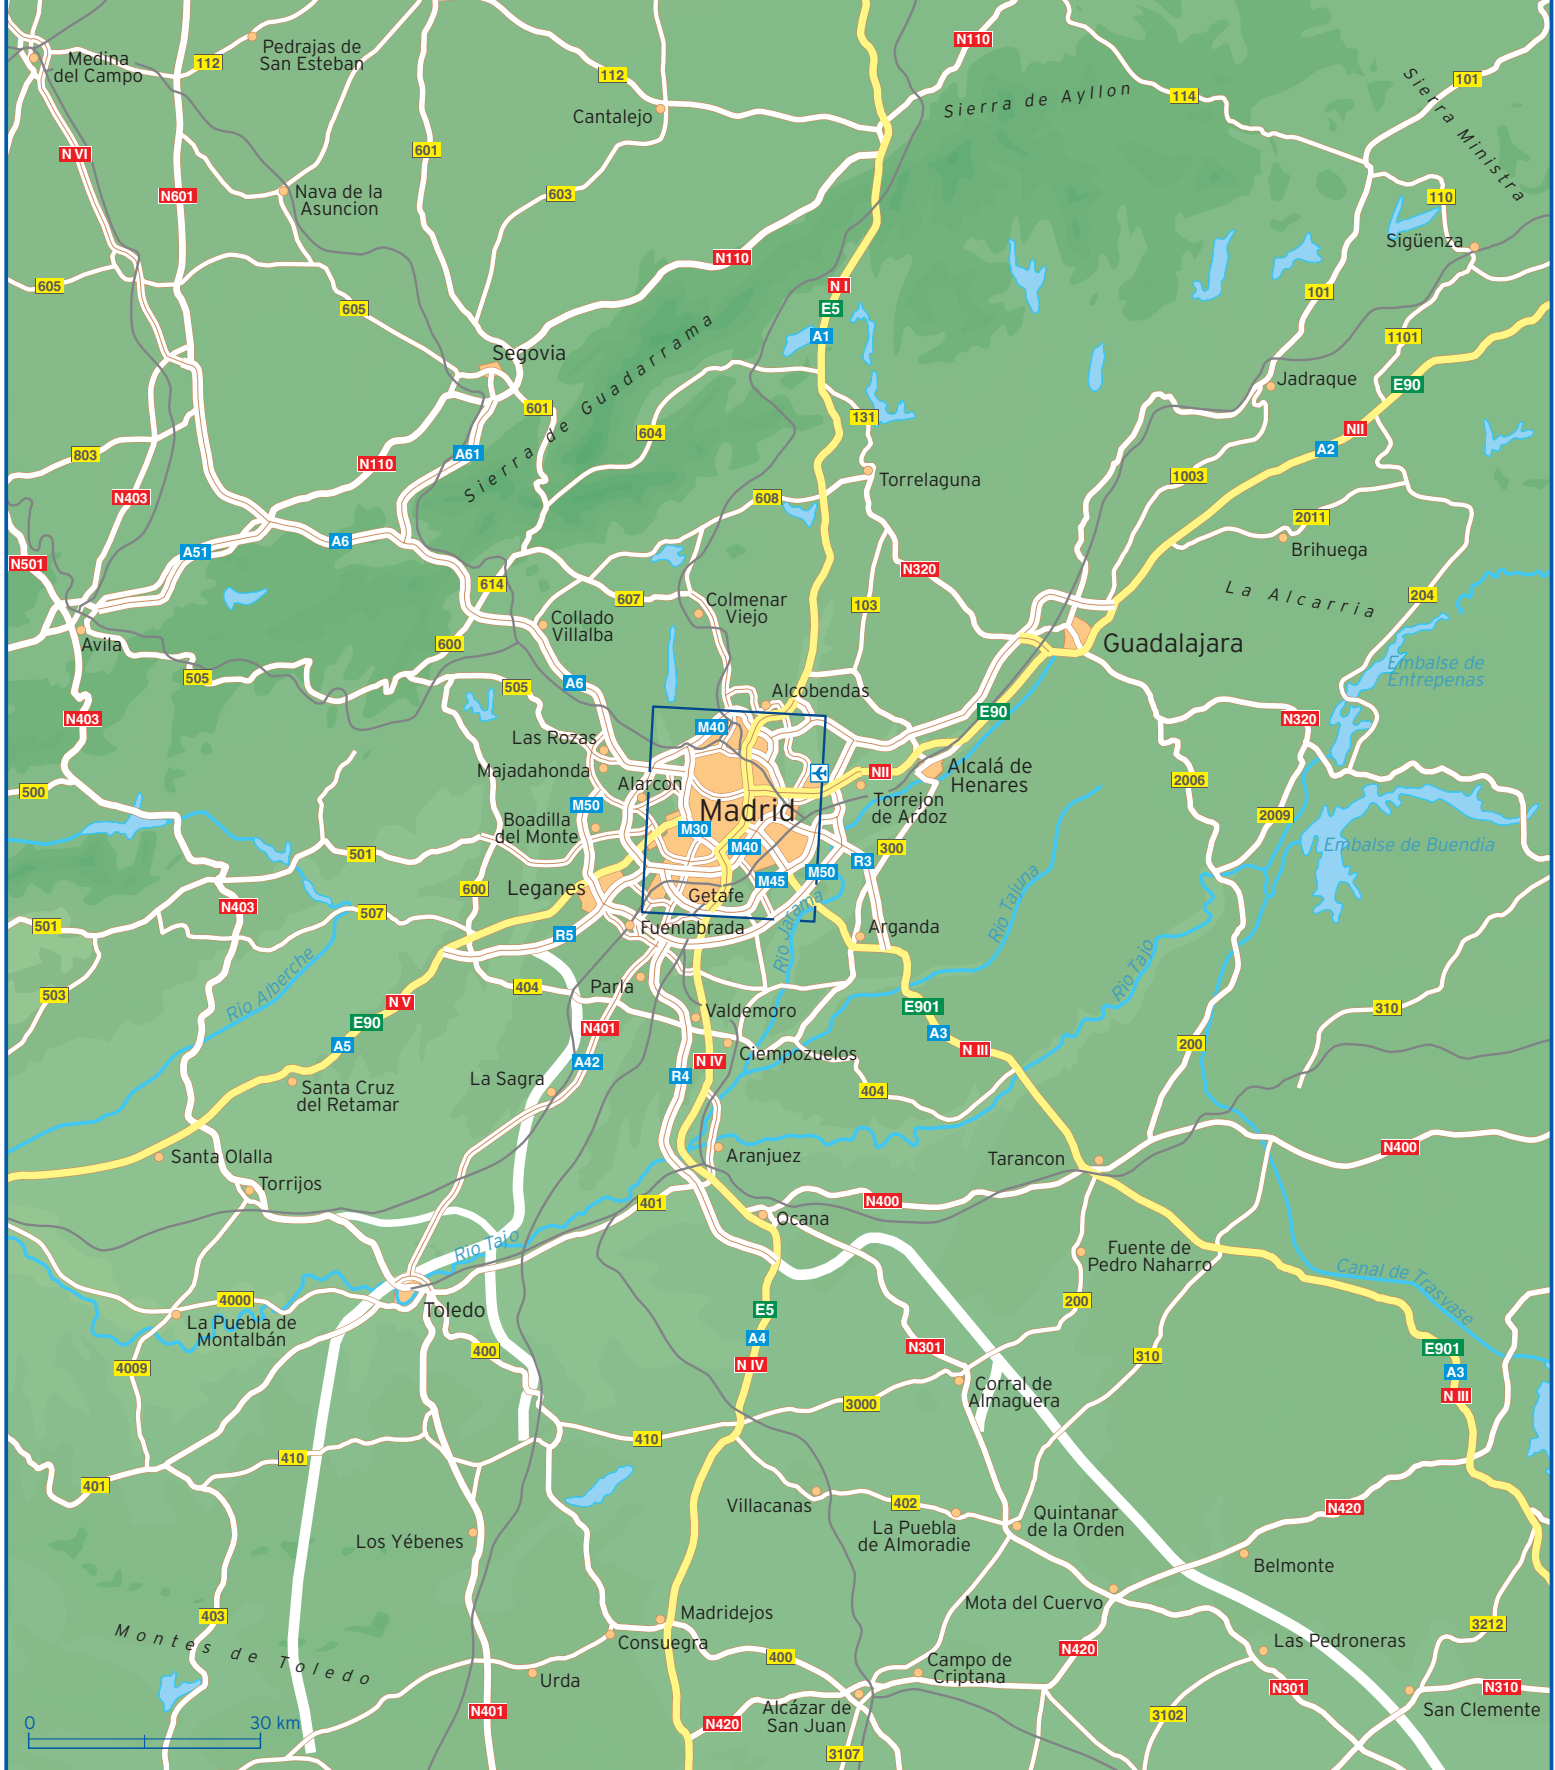 N110
Pedrajas de
San Esteban
Medina
del Campo
112
112
101
Sierra Ministra
Sierra de Ayllon
114
Cantalejo
N VI
601
N601
Nava de la
Asuncion
603
110
Sigüenza
N110
605
N I
101
605
E5
A1
1101
Segovia
Sierra de Guadarrama
Jadraque
E90
601
131
604
NII
A2
803
A61
N110
1003
Torrelaguna
N403
608
2011
A6
A51
Brihuega
N501
N320
614
607
Colmenar
Viejo
103
La Alcarria
204
Collado
Villalba
Avila
600
Guadalajara
Embalse de
Entrepenas
505
505
A6
Alcobendas
N403
E90
N320
M40
Las Rozas
Majadahonda
Alarcon
NII
Alcalá de
Henares
500
2006
M50
Madrid
Torrejon
de Ardoz
2009
Boadilla
del Monte
M30
M40
300
Embalse de Buendia
501
R3
Leganes
600
M45
M50
Getafe
Rio Jarama
Rio Tajuna
N403
507
501
Fuenlabrada
Arganda
R5
Rio Alberche
Rio Tajo
404
Parla
503
N V
Valdemoro
E901
310
E90
N401
A3
A5
Ciempozuelos
N III
200
A42
N IV
La Sagra
R4
Santa Cruz
del Retamar
404
Santa Olalla
Aranjuez
Tarancon
N400
Torrijos
401
N400
Ocana
Rio Tajo
Fuente de
Pedro Naharro
Canal de Trasvase
4000
Toledo
E5
200
La Puebla de
Montalbán
A4
N301
E901
400
N IV
310
A3
4009
Corral de
Almaguera
N III
3000
410
410
401
Villacanas
402
N420
La Puebla
de Almoradie
Quintanar
de la Orden
Los Yébenes
Belmonte
Mota del Cuervo
403
Madridejos
3212
Montes de Toledo
Consuegra
N420
Las Pedroneras
400
Campo de
Criptana
Urda
N301
N310
N401
Alcázar de
San Juan
San Clemente
0
30 km
N420
3102
3107